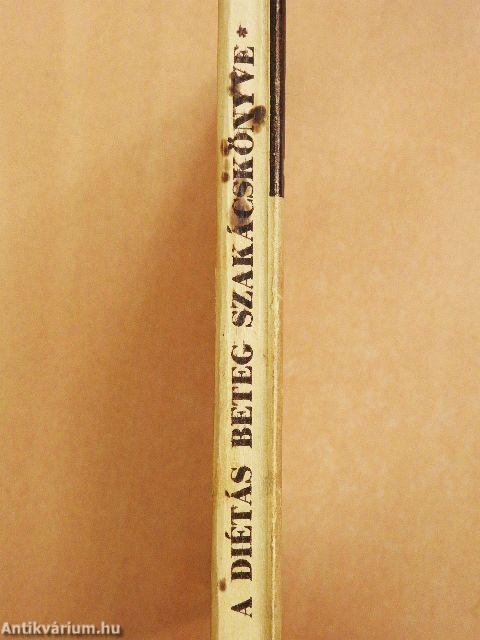 A DIÉTÁS BETEG SZAKÁCSKÖNYVE *
Antikvárium.hu